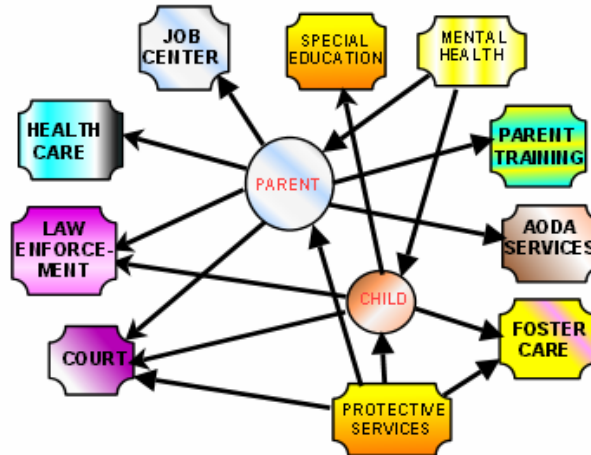 JOB
CENTER
SPECIAL
EDUCATION
MENTAL
HEALTH
HEALTH
CARE
PARENT
PARENT
TRAINING
LAW
ENFORCE-
MENT
AODA
SERVICES
CHILD
FOSTER
CARE
COURT
PROTECTIVE
SERVICES